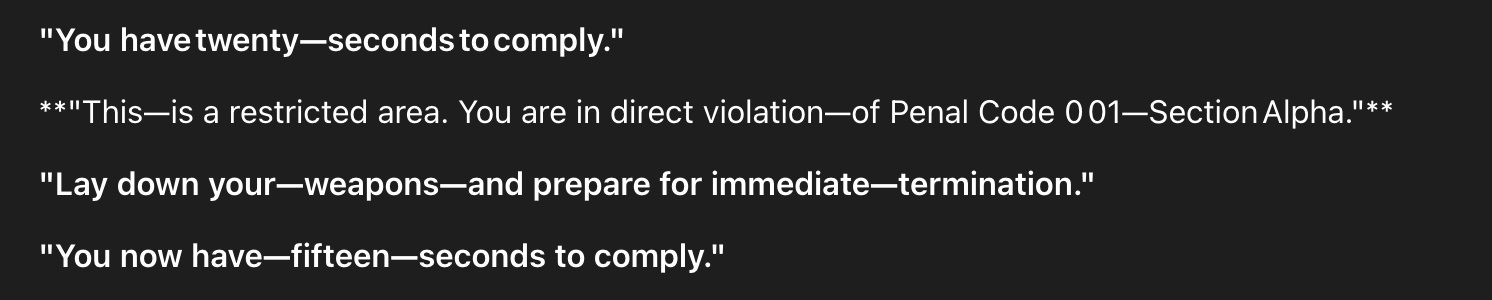 "You have twenty—seconds to comply."
**"This—is a restricted area. You are in direct violation—of Penal Code 0 01—Section Alpha."**
"Lay down your—weapons—and prepare for immediate—termination."
"You now have—fifteen—seconds to comply."